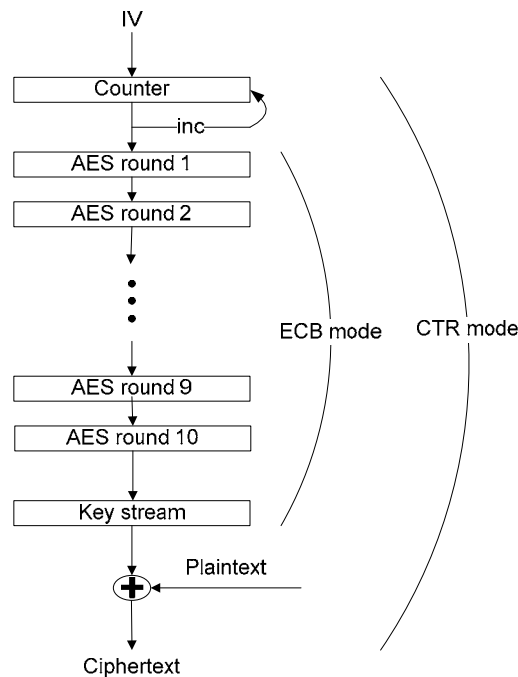 IV
Counter
inc
AES round 1
AES round 2
ECB mode
CTR mode
AES round 9
AES round 10
Key stream
Plaintext
Ciphertext